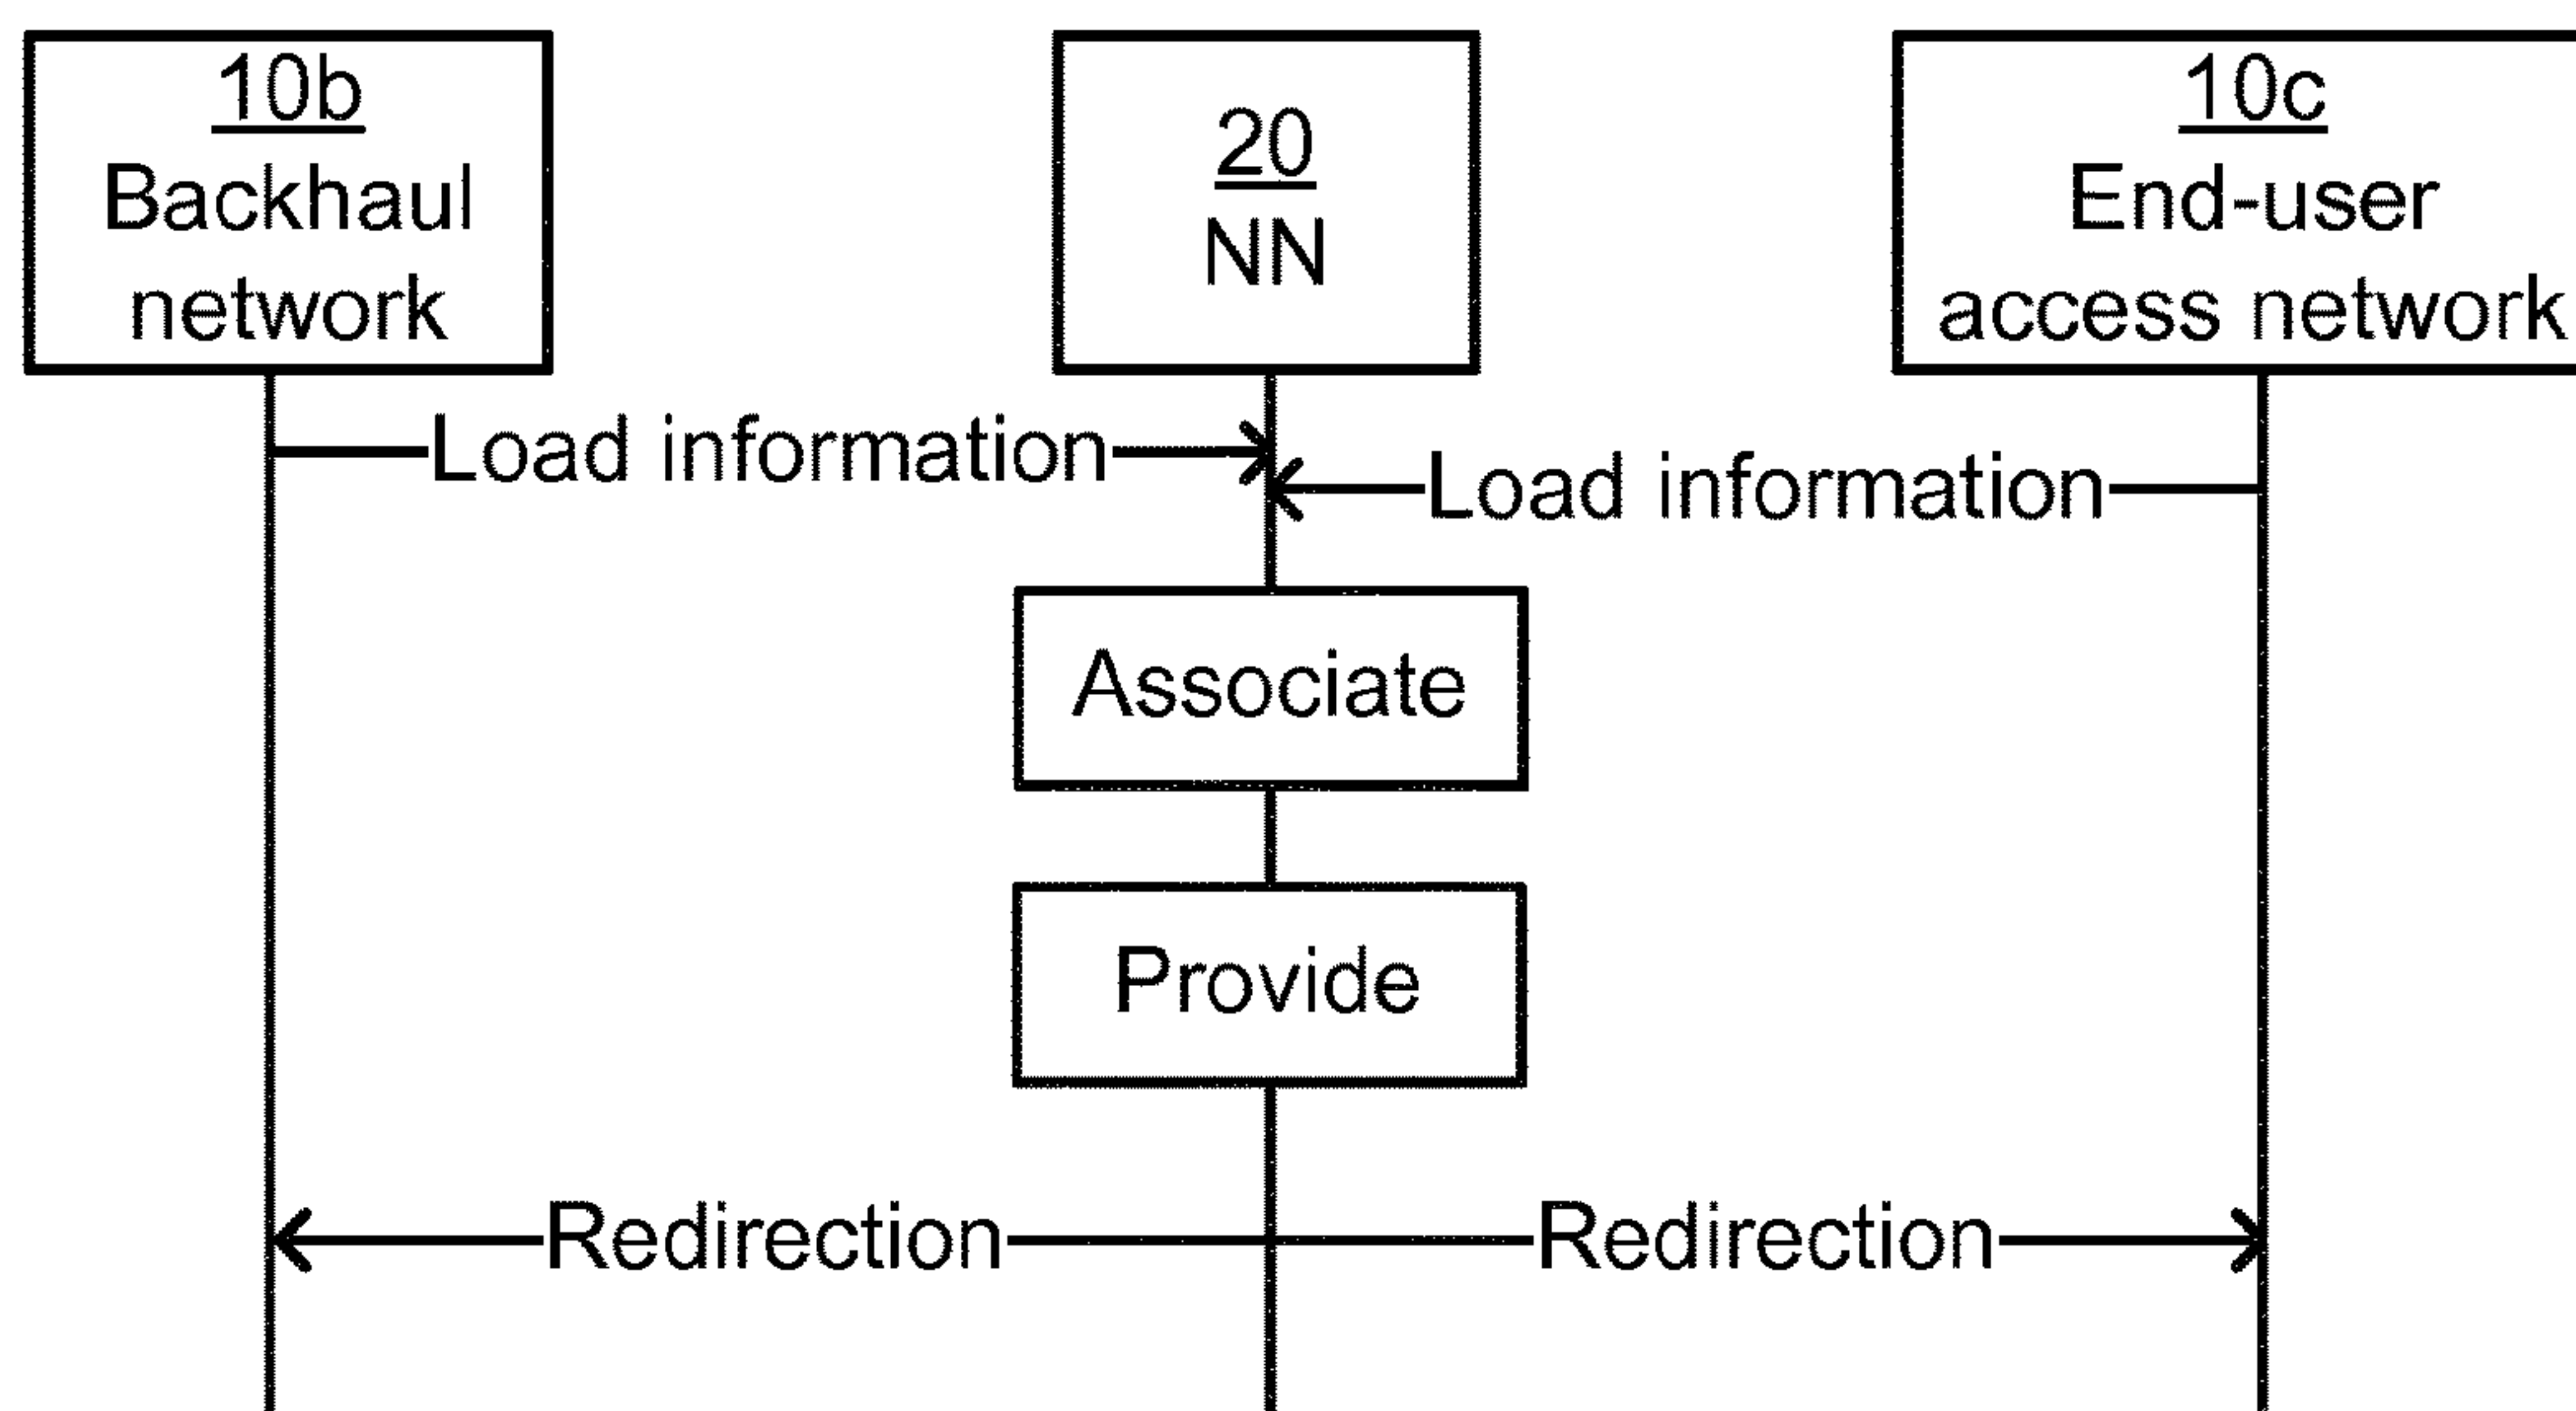 10b
Backhaul
network
20
NN
10c
End-user
access network
Load information
Load information
Associate
Provide
Redirection
Redirection